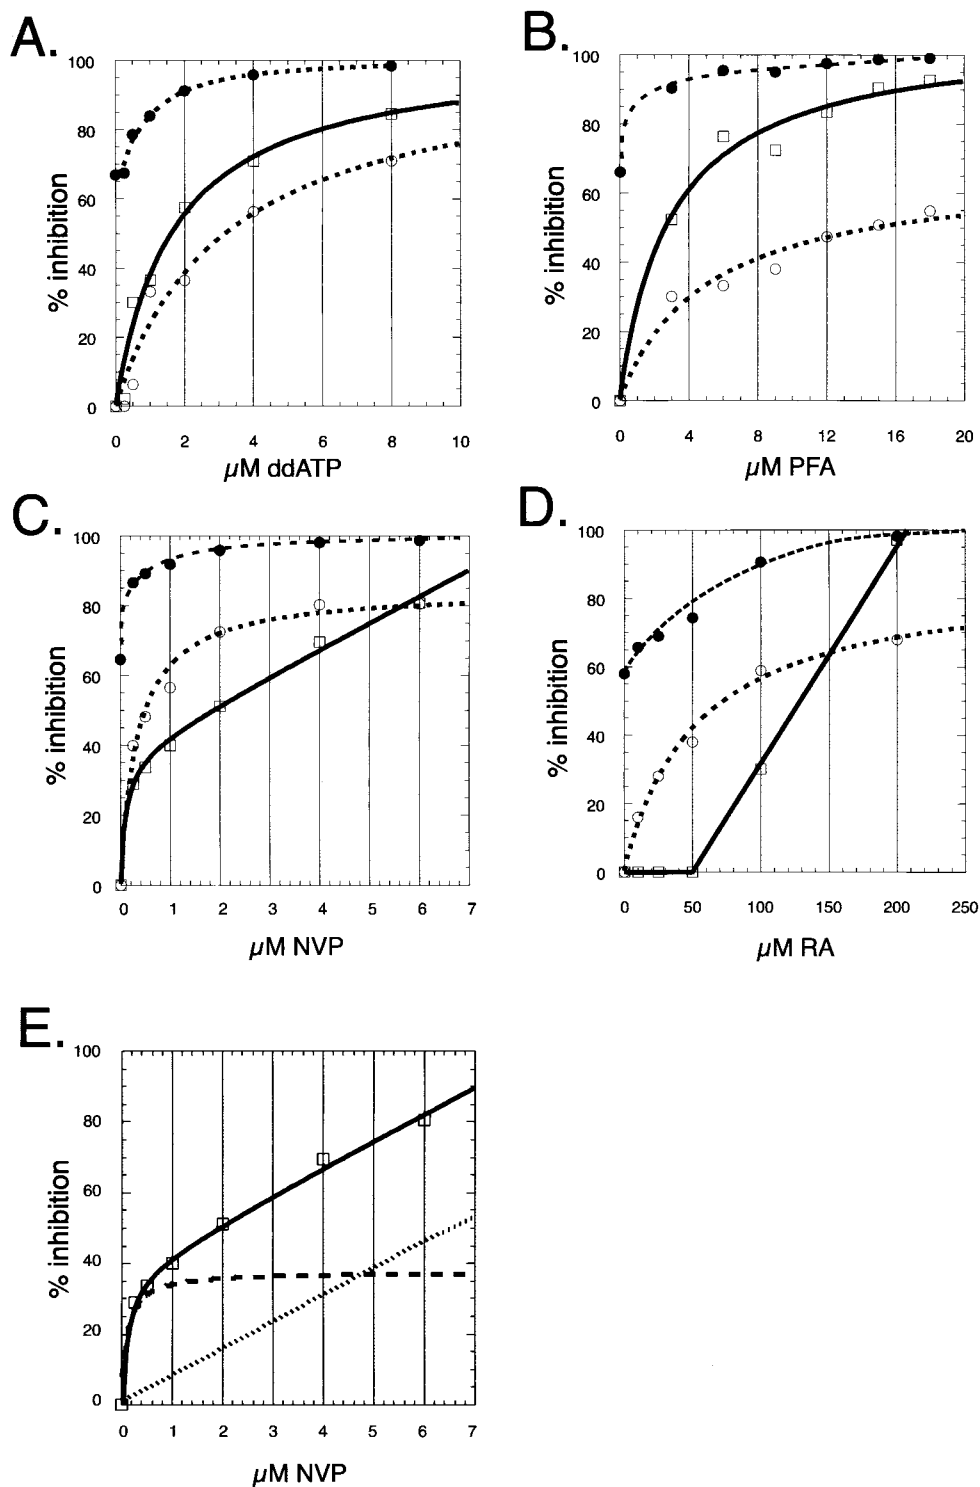 A.
100
80
60
40
20
0
% inhibition
0 2 4 6 8 10
µM ddATP
B.
100
80
60
40
20
0
% inhibition
0 4 8 12 16 20
µM PFA
C.
100
80
60
40
20
0
% inhibition
0 1 2 3 4 5 6 7
µM NVP
D.
100
80
60
40
20
0
% inhibition
0 50 100 150 200 250
µM RA
E.
100
80
60
40
20
0
% inhibition
0 1 2 3 4 5 6 7
µM NVP